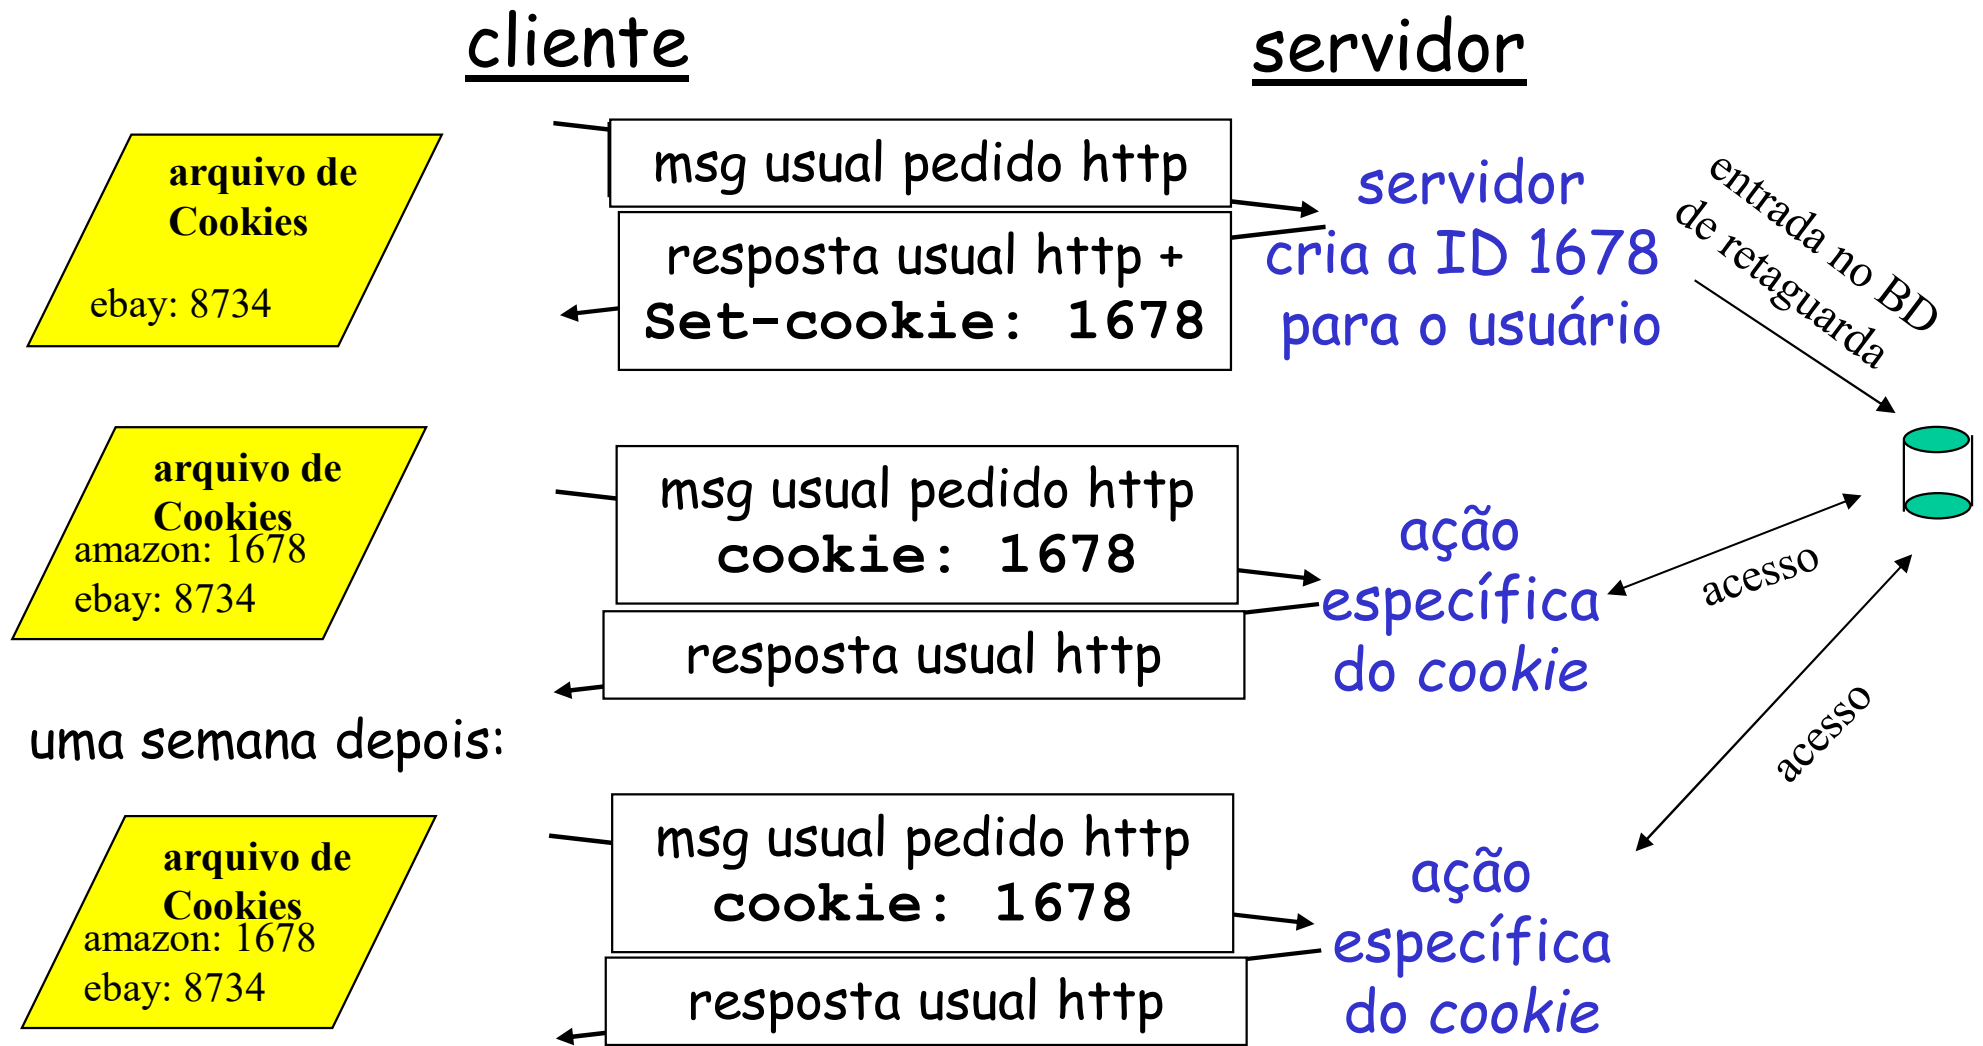 cliente
servidor
arquivo de
Cookies
ebay: 8734
msg usual pedido http
resposta usual http +
Set-cookie: 1678
servidor
cria a ID 1678
para o usuário
entrada no BD
de retaguarda
arquivo de
Cookies
amazon: 1678
ebay: 8734
msg usual pedido http
cookie: 1678
resposta usual http
ação
específica
do cookie
acesso
acesso
uma semana depois:
arquivo de
Cookies
amazon: 1678
ebay: 8734
msg usual pedido http
cookie: 1678
resposta usual http
ação
específica
do cookie